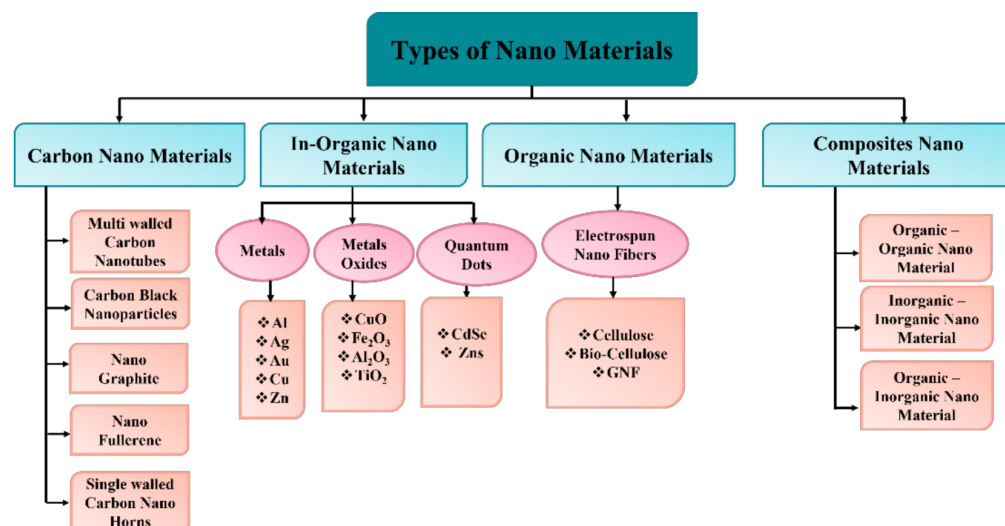 Types of Nano Materials
Carbon Nano Materials
In-Organic Nano
Materials
Organic Nano Materials
Composites Nano
Materials
Multi walled
Carbon
Nanotubes
Carbon Black
Nanoparticles
Nano
Graphite
Nano
Fullerene
Single walled
Carbon Nano
Horns
Metals
❖ Al
❖ Ag
❖ Au
❖ Cu
❖ Zn
Metals
Oxides
❖ CuO
❖ Fe₂O₃
❖ Al₂O₃
❖ TiO₂
Quantum
Dots
❖ CdSe
❖ Zns
Electrospun
Nano Fibers
❖ Cellulose
❖ Bio-Cellulose
❖ GNF
Organic –
Organic Nano
Material
Inorganic –
Inorganic Nano
Material
Organic –
Inorganic Nano
Material